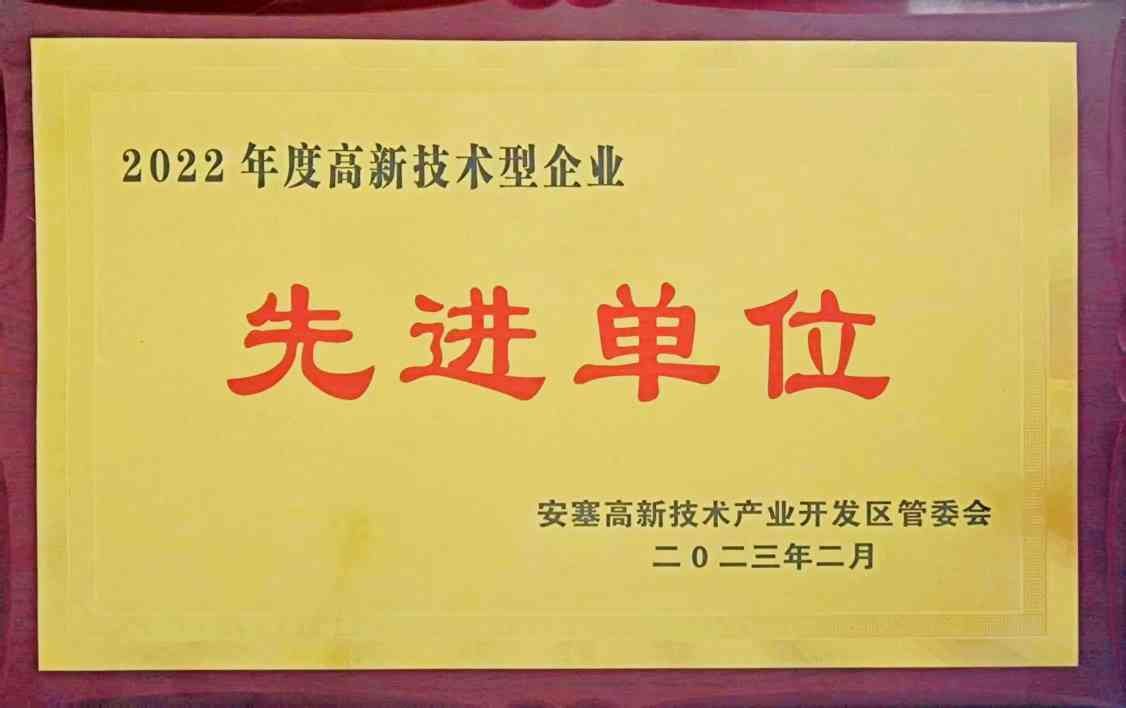 2022年度高新技术型企业
先进单位
安塞高新技术产业开发区管委会
二0二三年二月